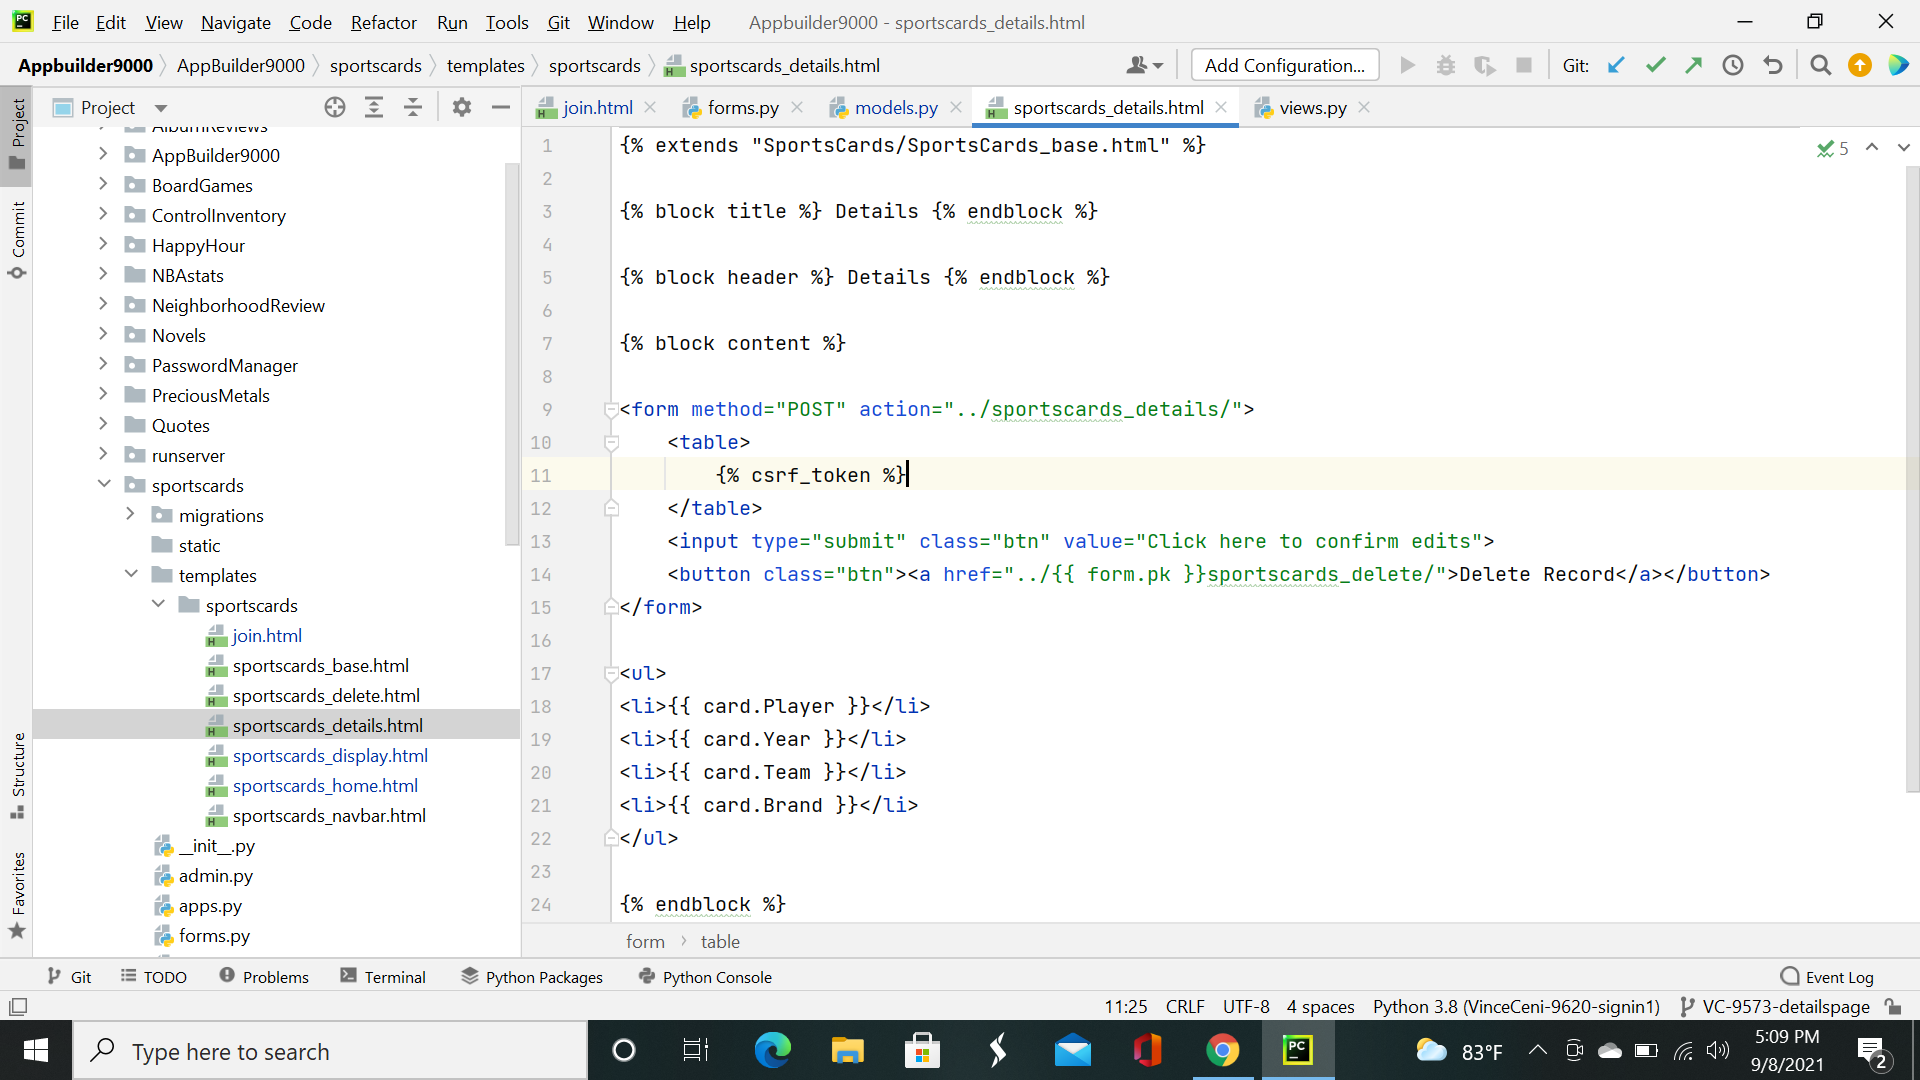 File Edit View Navigate Code Refactor Run Tools Git Window Help Appbuilder9000 - sportscards_details.html
Appbuilder9000 AppBuilder9000 sportscards templates sportscards sportscards_details.html Add Configuration... Git:
Project join.html forms.py models.py sportscards_details.html views.py
Project
Commit
Structure
Favorites
AlbumReviews
AppBuilder9000
BoardGames
ControlInventory
HappyHour
NBAstats
NeighborhoodReview
Novels
PasswordManager
PreciousMetals
Quotes
runserver
sportscards
migrations
static
templates
sportscards
join.html
sportscards_base.html
sportscards_delete.html
sportscards_details.html
sportscards_display.html
sportscards_home.html
sportscards_navbar.html
__init__.py
admin.py
apps.py
forms.py
5
1 {% extends "SportsCards/SportsCards_base.html" %}
2
3 {% block title %} Details {% endblock %}
4
5 {% block header %} Details {% endblock %}
6
7 {% block content %}
8
9 <form method="POST" action="../sportscards_details/">
10 <table>
11 {% csrf_token %}
12 </table>
13 <input type="submit" class="btn" value="Click here to confirm edits">
14 <button class="btn"><a href="../{{ form.pk }}sportscards_delete/">Delete Record</a></button>
15 </form>
16
17 <ul>
18 <li>{{ card.Player }}</li>
19 <li>{{ card.Year }}</li>
20 <li>{{ card.Team }}</li>
21 <li>{{ card.Brand }}</li>
22 </ul>
23
24 {% endblock %}
form table
Git TODO Problems Terminal Python Packages Python Console Event Log
11:25 CRLF UTF-8 4 spaces Python 3.8 (VinceCeni-9620-signin1) VC-9573-detailspage
Type here to search
PC
83°F
5:09 PM
9/8/2021
2